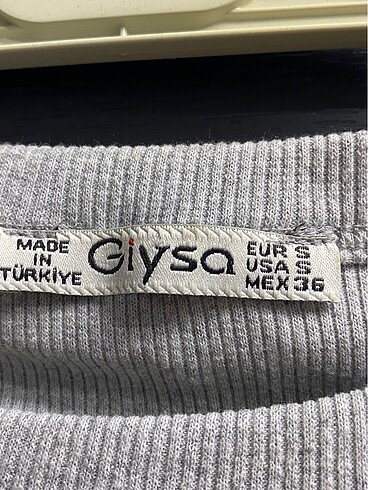 MADE
IN
TÜRKİYE
Giysa
EUR S
USA S
MEX 36